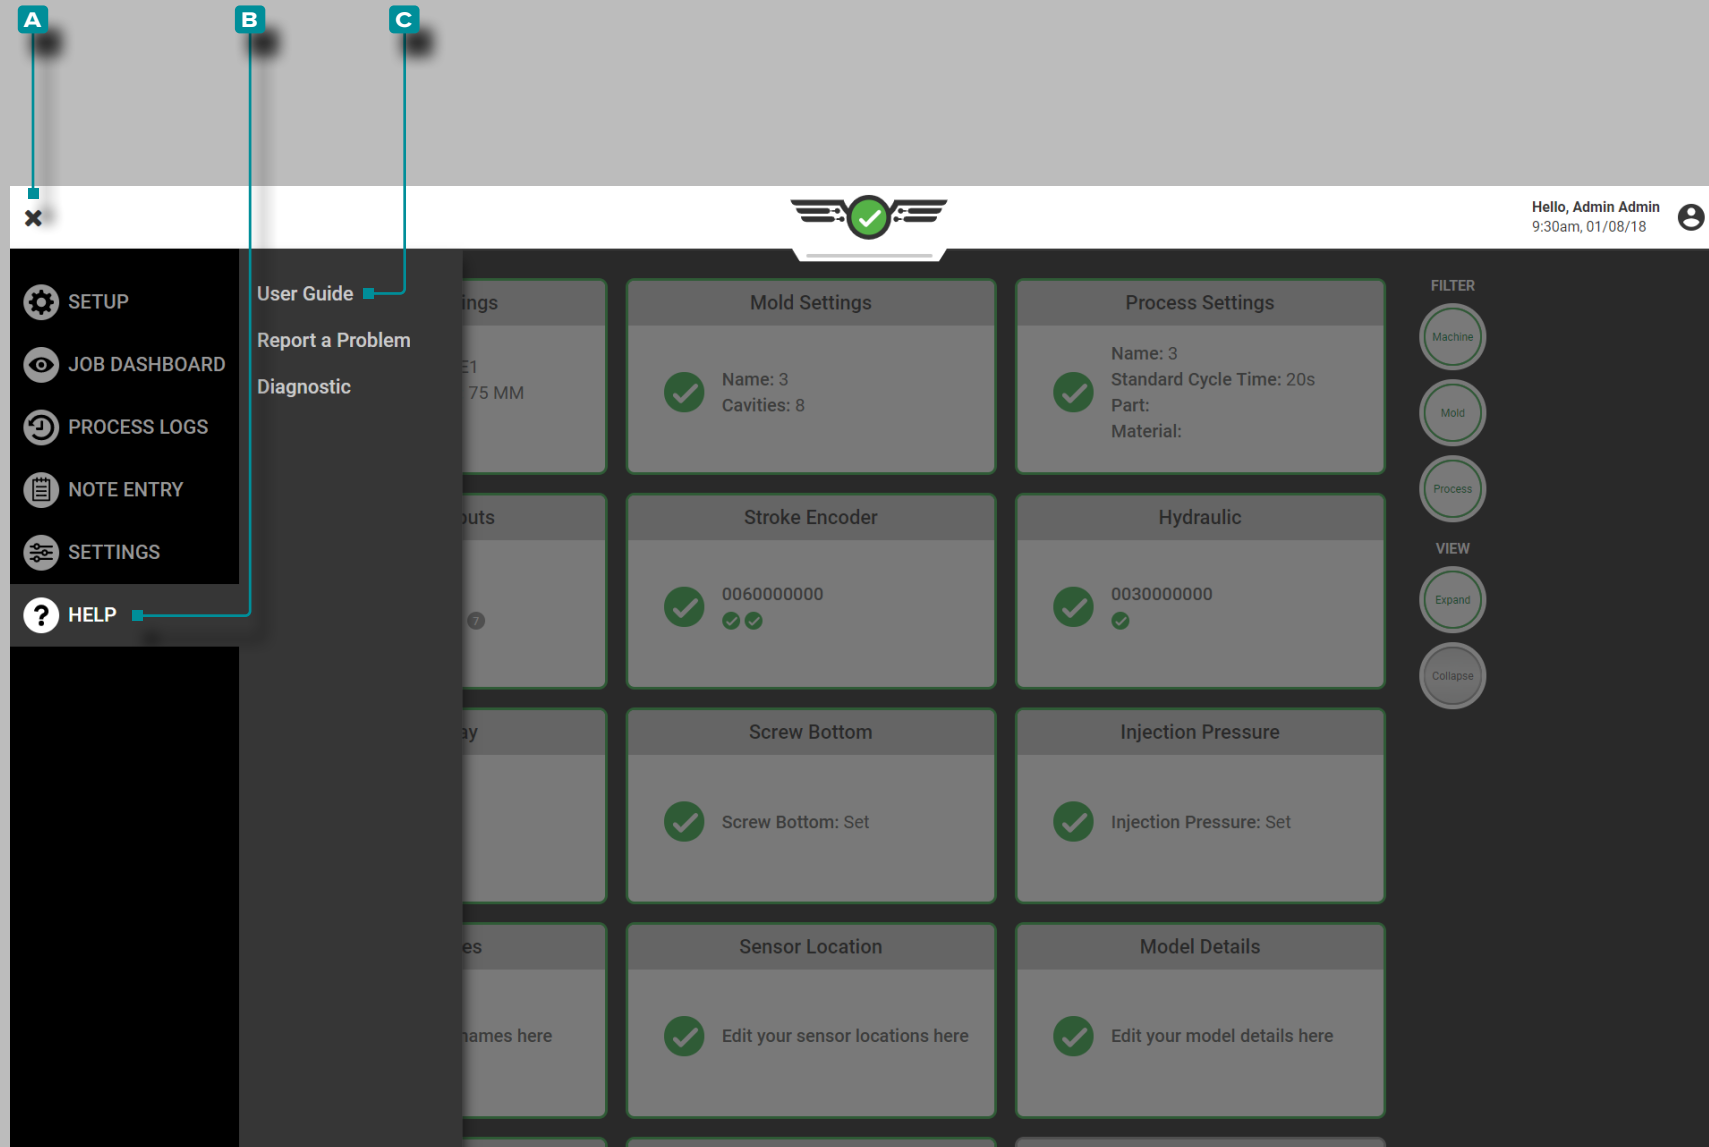 A
B
C
Hello, Admin Admin
9:30am, 01/08/18
SETUP
JOB DASHBOARD
PROCESS LOGS
NOTE ENTRY
SETTINGS
HELP
User Guide
Report a Problem
Diagnostic
ings
E1
75 MM
Mold Settings
Name: 3
Cavities: 8
Process Settings
Name: 3
Standard Cycle Time: 20s
Part:
Material:
puts
7
Stroke Encoder
0060000000
Hydraulic
0030000000
ay
Screw Bottom
Screw Bottom: Set
Injection Pressure
Injection Pressure: Set
es
names here
Sensor Location
Edit your sensor locations here
Model Details
Edit your model details here
FILTER
Machine
Mold
Process
VIEW
Expand
Collapse